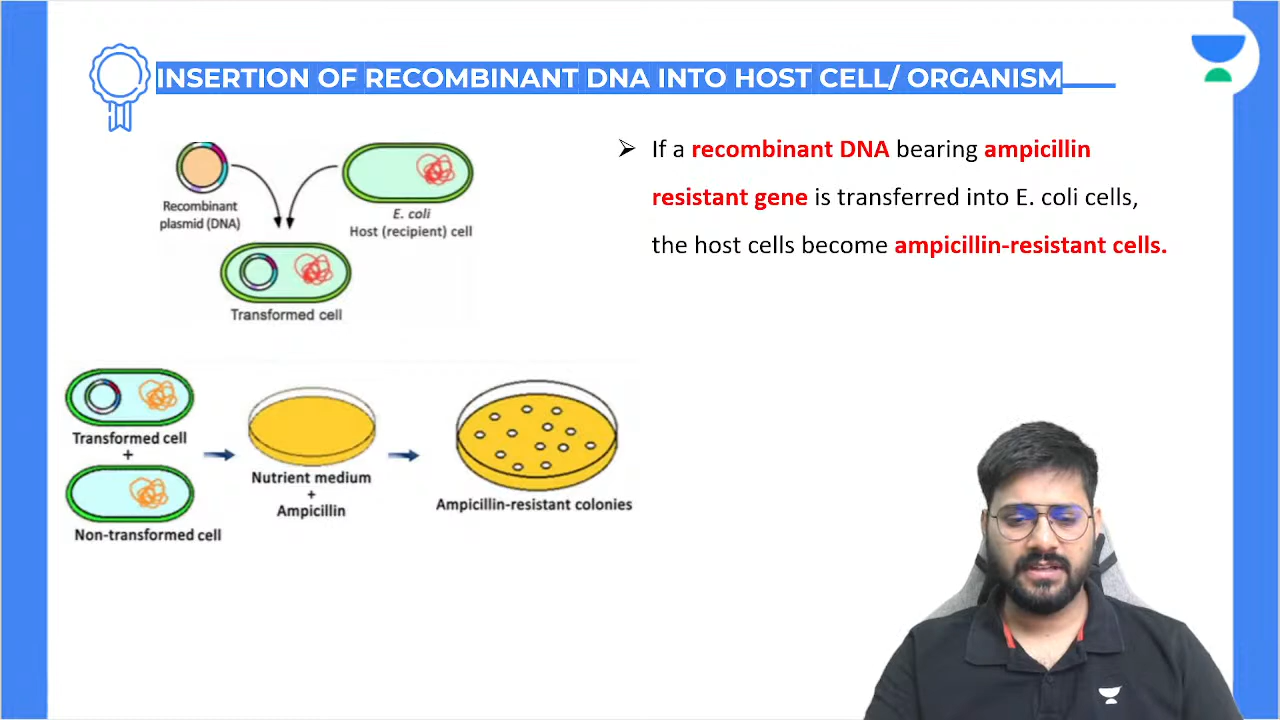 INSERTION OF RECOMBINANT DNA INTO HOST CELL/ ORGANISM
Recombinant
plasmid (DNA)
E. coli
Host (recipient) cell
Transformed cell
➢ If a recombinant DNA bearing ampicillin
resistant gene is transferred into E. coli cells,
the host cells become ampicillin-resistant cells.
Transformed cell
+
Non-transformed cell
Nutrient medium
+
Ampicillin
Ampicillin-resistant colonies